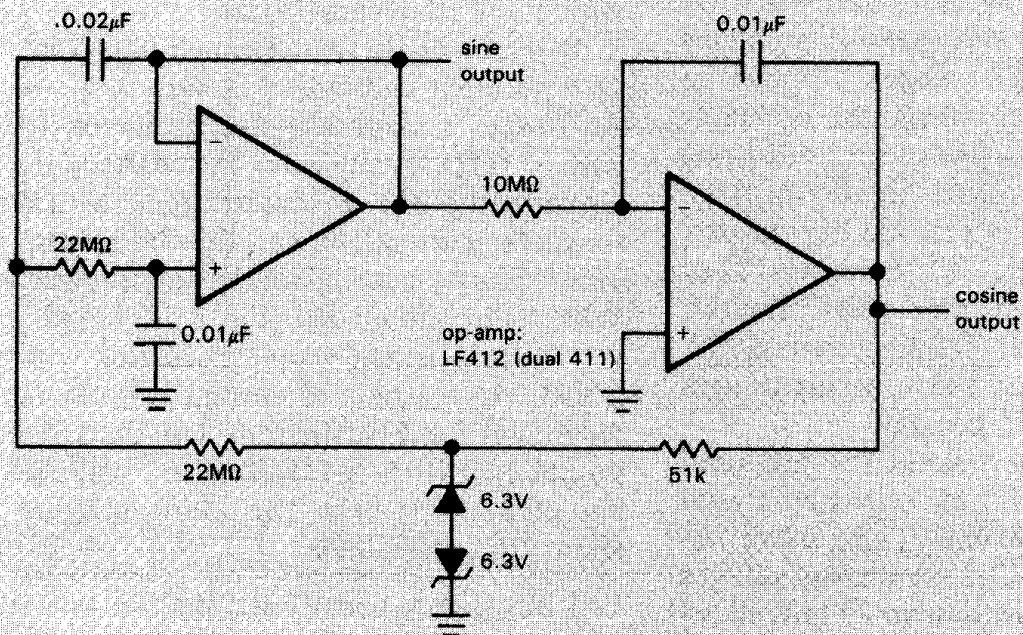 .0.02µF
0.01µF
sine
output
−
10MΩ
−
22MΩ
+
0.01µF
cosine
output
op-amp:
LF412 (dual 411)
+
22MΩ
51k
6.3V
6.3V